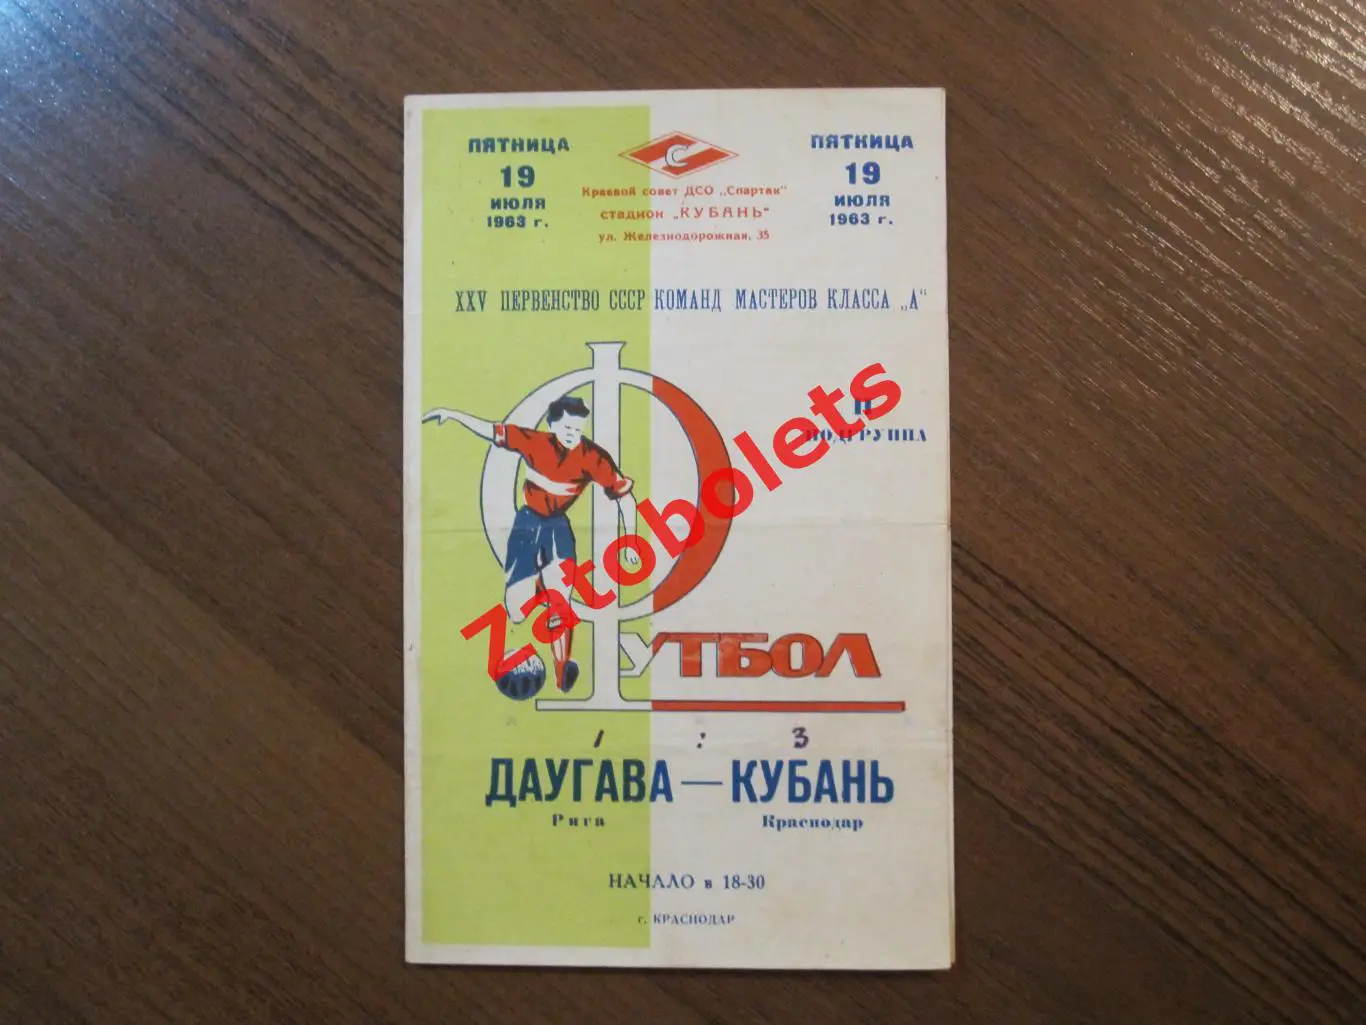 ПЯТНИЦА
19
ИЮЛЯ
1963 г.
С
Краевой совет ДСО „Спартак"
стадион „КУБАНЬ"
ул. Железнодорожная, 35
ПЯТНИЦА
19
ИЮЛЯ
1963 г.
XXV ПЕРВЕНСТВО СССР КОМАНД МАСТЕРОВ КЛАССА „А"
II
ПОДГРУППА
ФУТБОЛ
Zatobolets
1 : 3
ДАУГАВА — КУБАНЬ
Рига Краснодар
НАЧАЛО в 18-30
г. КРАСНОДАР